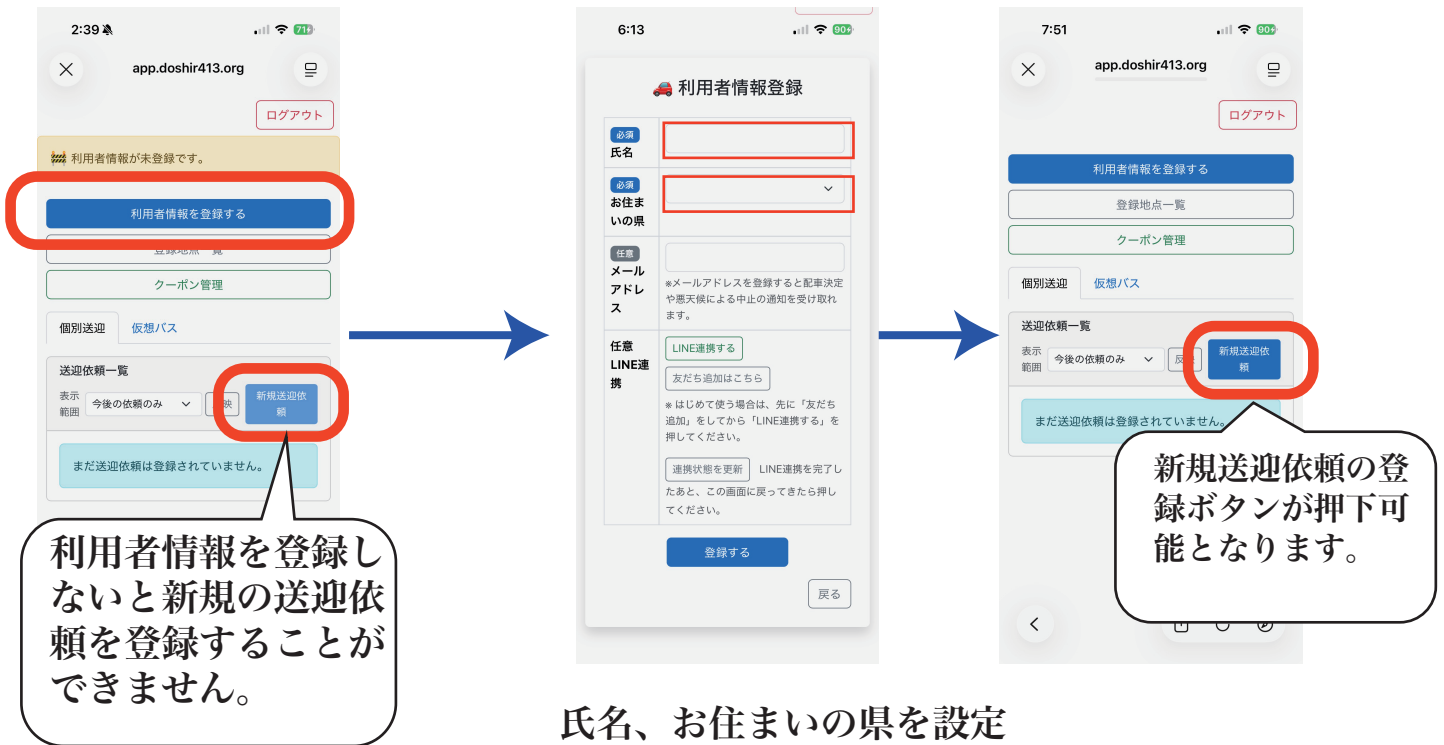 2:39
71
app.doshir413.org
ログアウト
🚧 利用者情報が未登録です。
利用者情報を登録する
登録地点一覧
クーポン管理
個別送迎 仮想バス
送迎依頼一覧
表示
範囲
今後の依頼のみ
新規送迎依
頼
まだ送迎依頼は登録されていません。
利用者情報を登録し
ないと新規の送迎依
頼を登録することが
できません。
6:13
90
🚗 利用者情報登録
必須
氏名
必須
お住ま
いの県
任意
メール
アドレ
ス
※メールアドレスを登録すると配車決定
や悪天候による中止の通知を受け取れ
ます。
任意
LINE連
携
LINE連携する
友だち追加はこちら
※ はじめて使う場合は、先に「友だち
追加」をしてから「LINE連携する」を
押してください。
連携状態を更新 LINE連携を完了し
たあと、この画面に戻ってきたら押し
てください。
登録する
戻る
氏名、お住まいの県を設定
7:51
90
app.doshir413.org
ログアウト
利用者情報を登録する
登録地点一覧
クーポン管理
個別送迎 仮想バス
送迎依頼一覧
表示
範囲
今後の依頼のみ
新規送迎依
頼
まだ送迎依頼は登録されていません。
新規送迎依頼の登
録ボタンが押下可
能となります。